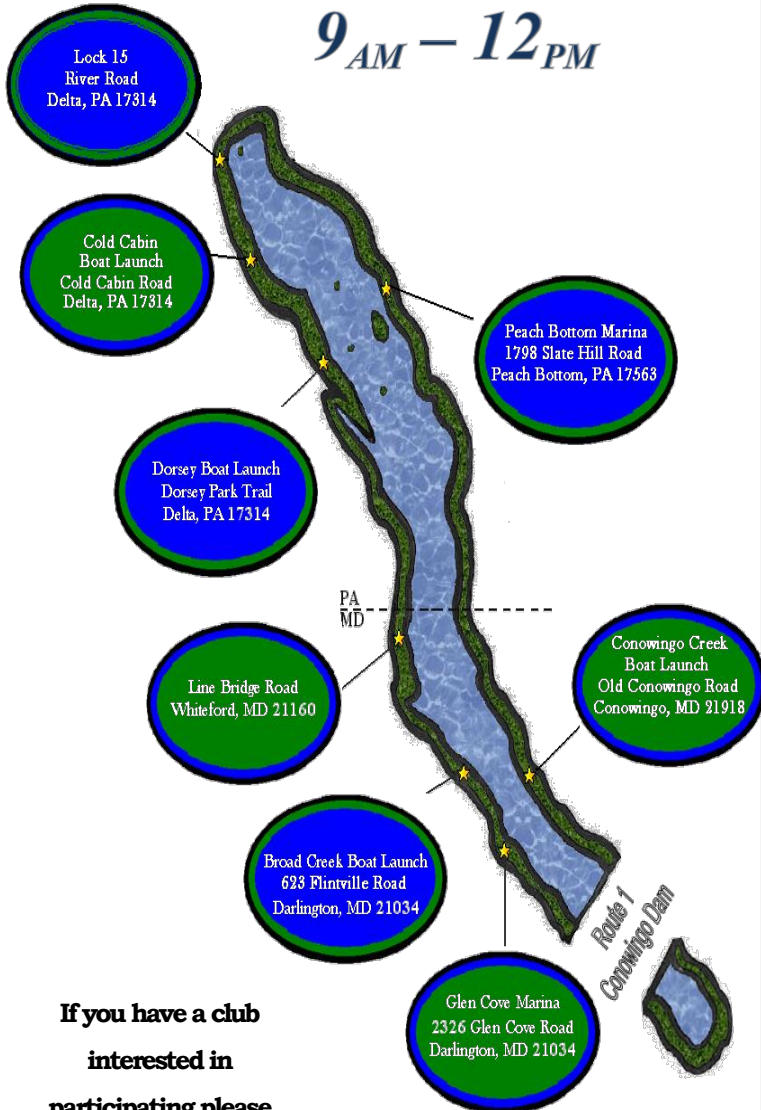 9AM – 12PM
Lock 15
River Road
Delta, PA 17314
Cold Cabin
Boat Launch
Cold Cabin Road
Delta, PA 17314
Peach Bottom Marina
1798 Slate Hill Road
Peach Bottom, PA 17563
Dorsey Boat Launch
Dorsey Park Trail
Delta, PA 17314
PA
MD
Line Bridge Road
Whiteford, MD 21160
Conowingo Creek
Boat Launch
Old Conowingo Road
Conowingo, MD 21918
Broad Creek Boat Launch
623 Flintville Road
Darlington, MD 21034
Route 1
Conowingo Dam
Glen Cove Marina
2326 Glen Cove Road
Darlington, MD 21034
If you have a club
interested in
participating please